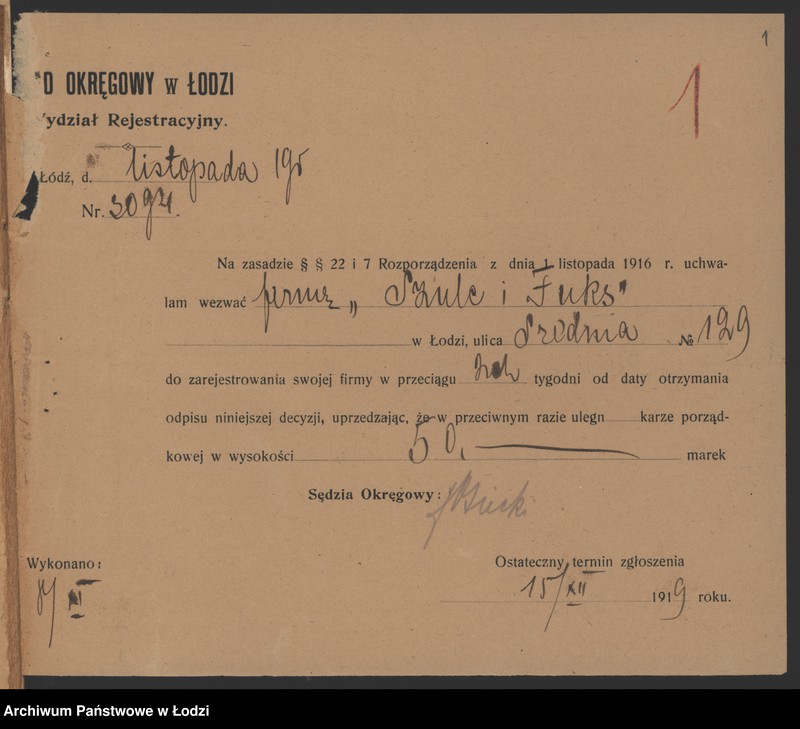 1
1
D OKRĘGOWY w ŁODZI
ydział Rejestracyjny.
Łódź, d. listopada 19
Nr.
Na zasadzie § § 22 i 7 Rozporządzenia z dnia 1 listopada 1916 r. uchwa-
lam wezwać firmę „Szulc i Fuks"
w Łodzi, ulica Srednia № 129
do zarejestrowania swojej firmy w przeciągu tygodni od daty otrzymania
odpisu niniejszej decyzji, uprzedzając, że w przeciwnym razie ulegn karze porząd-
kowej w wysokości 50.— marek
Sędzia Okręgowy:
Wykonano:
XI
Ostateczny termin zgłoszenia
15/XII 1919 roku.
Archiwum Państwowe w Łodzi